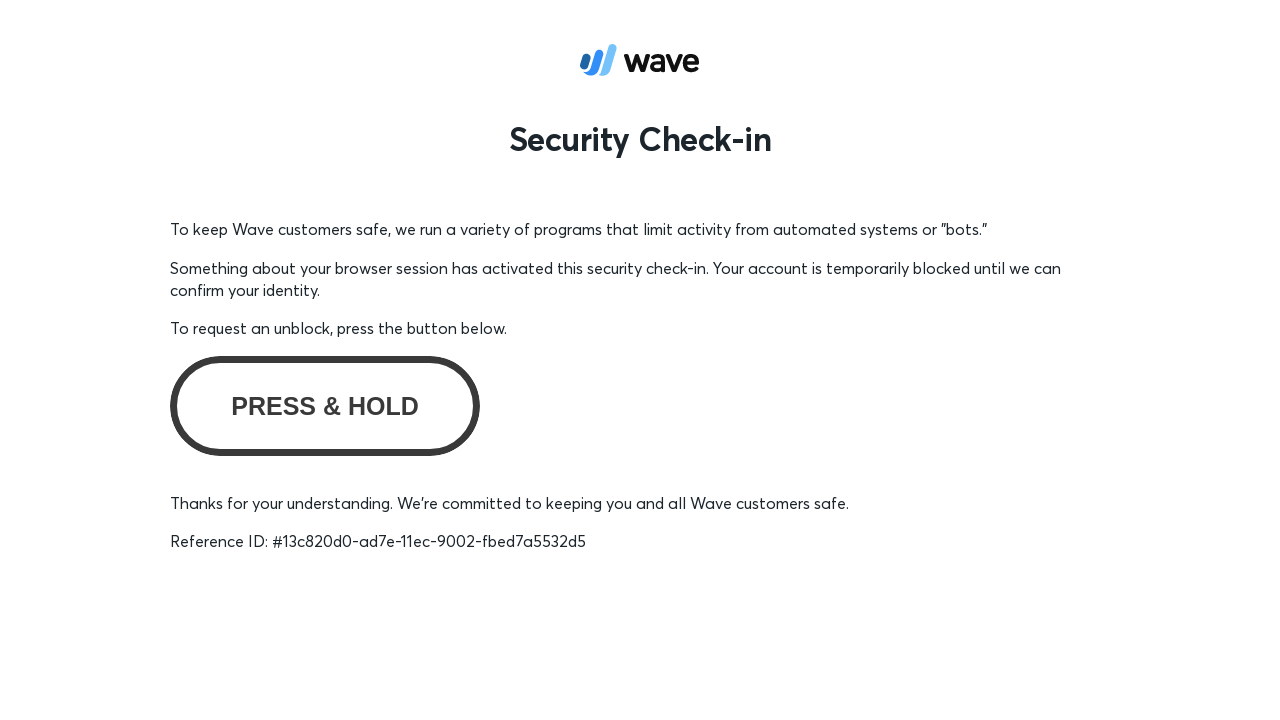 wave
Security Check-in
To keep Wave customers safe, we run a variety of programs that limit activity from automated systems or "bots."
Something about your browser session has activated this security check-in. Your account is temporarily blocked until we can
confirm your identity.
To request an unblock, press the button below.
PRESS & HOLD
Thanks for your understanding. We're committed to keeping you and all Wave customers safe.
Reference ID: #13c820d0-ad7e-11ec-9002-fbed7a5532d5